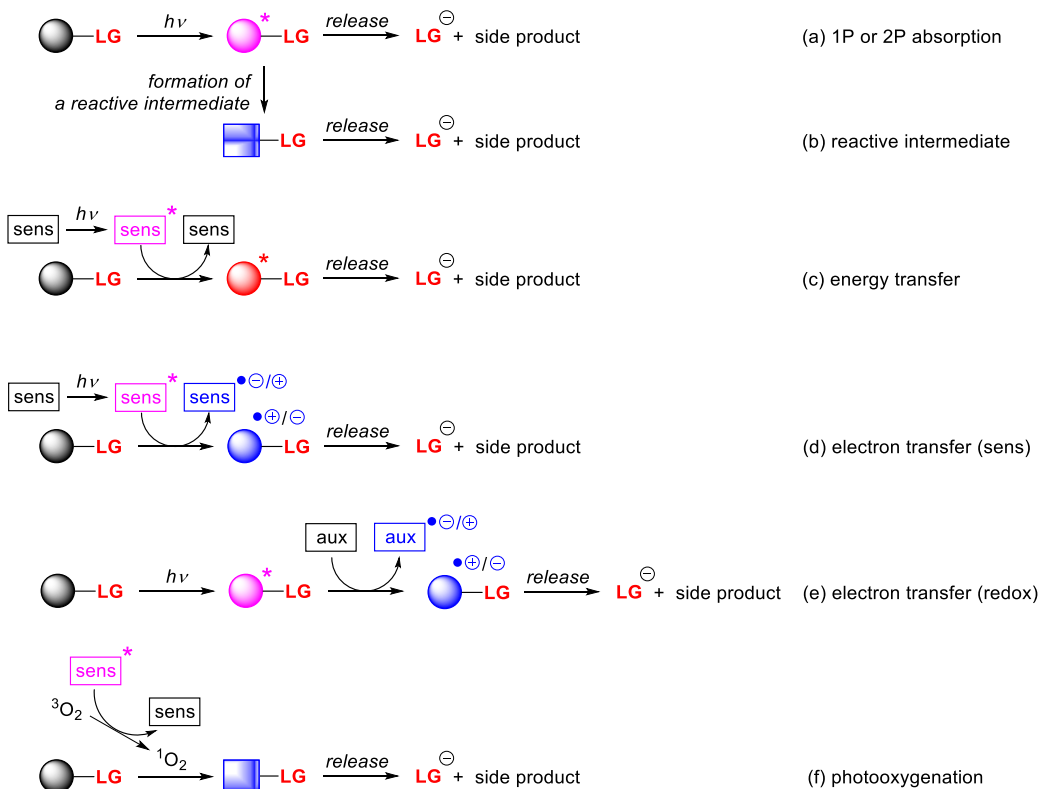 LG hν * LG release LG⊖ + side product (a) 1P or 2P absorption
formation of
a reactive intermediate
LG release LG⊖ + side product (b) reactive intermediate
sens hν sens* sens
LG * LG release LG⊖ + side product (c) energy transfer
sens hν sens* sens •⊖/⊕
•⊕/⊖
LG LG release LG⊖ + side product (d) electron transfer (sens)
aux aux •⊖/⊕
•⊕/⊖
LG hν * LG LG release LG⊖ + side product (e) electron transfer (redox)
sens*
³O₂ sens
¹O₂
LG LG release LG⊖ + side product (f) photooxygenation